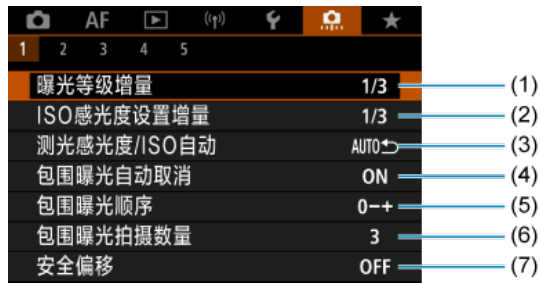 AF
1 2 3 4 5
曝光等级增量 1/3 (1)
ISO感光度设置增量 1/3 (2)
测光感光度/ISO自动 AUTO (3)
包围曝光自动取消 ON (4)
包围曝光顺序 0-+ (5)
包围曝光拍摄数量 3 (6)
安全偏移 OFF (7)